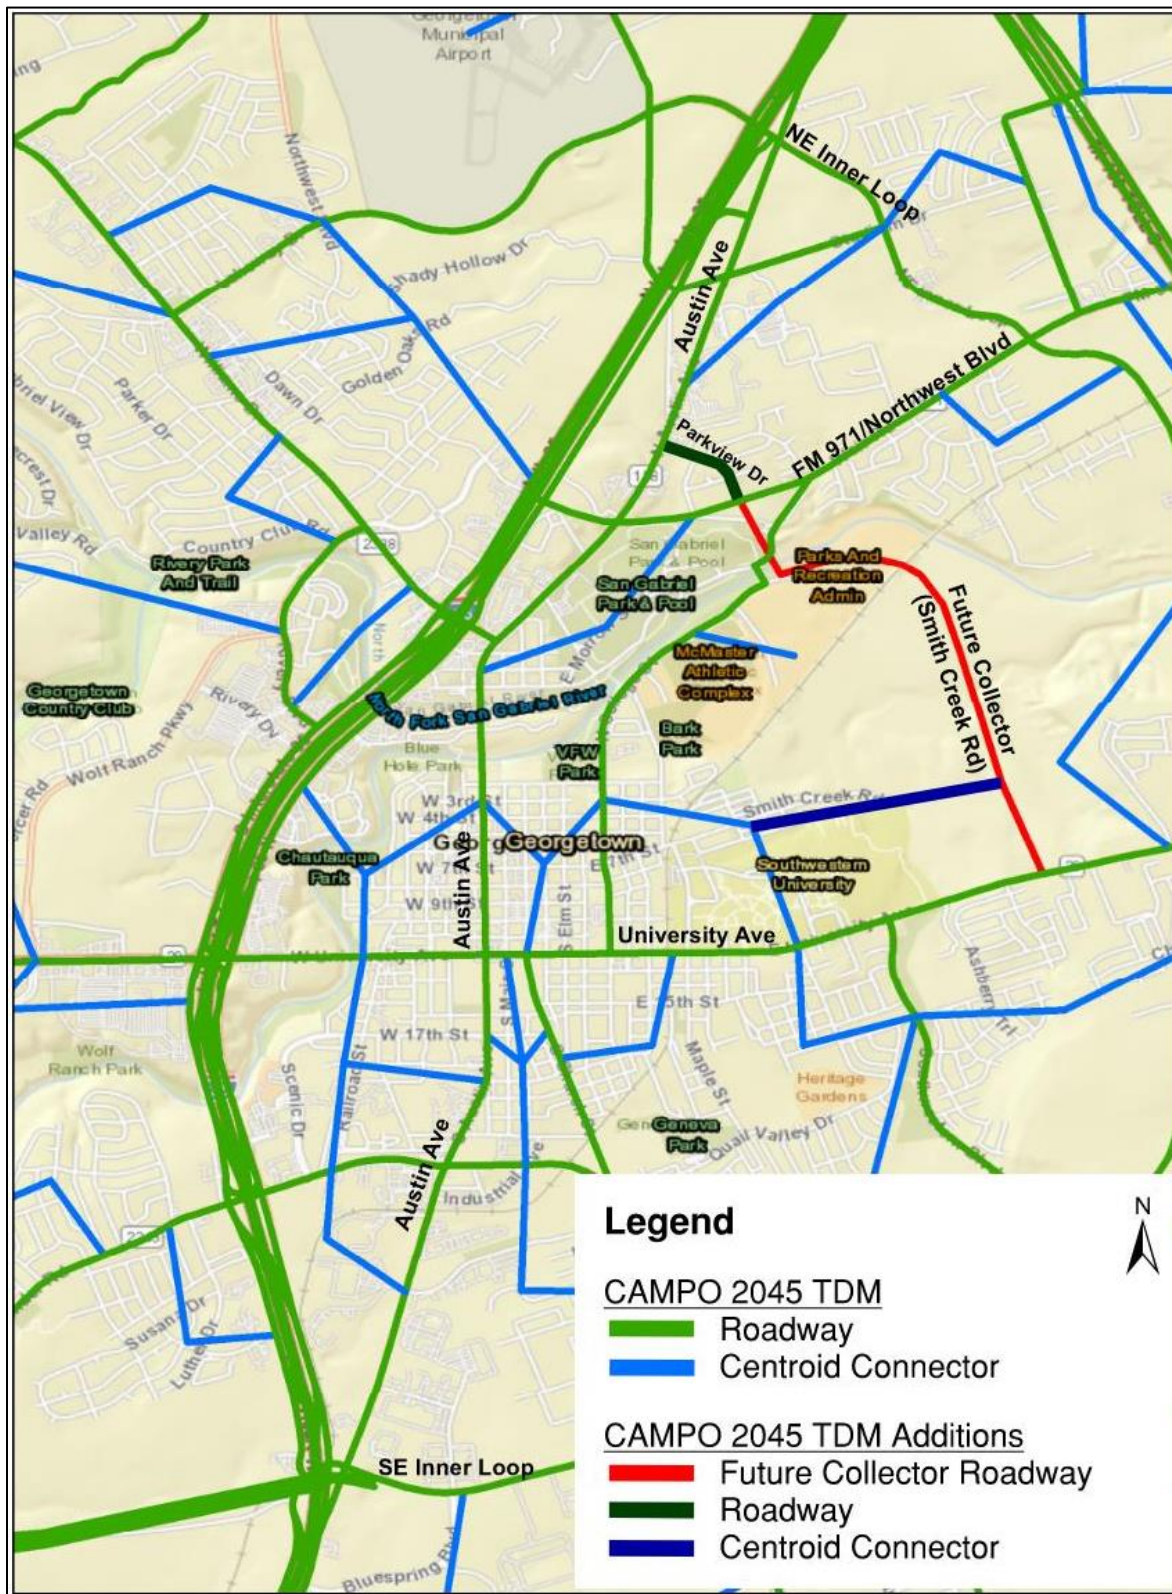 Georgetown
Municipal
Airport
NE Inner Loop
Northwest Blvd
Shady Hollow Dr
Austin Ave
Golden Oaks Rd
Dawn Dr
Parker Dr
FM 971/Northwest Blvd
Parkview Dr
Valley Rd
Country Club Rd
Rivery Park
And Trail
San Gabriel
Park & Pool
San Gabriel
Park & Pool
Parks And
Recreation
Admin
Future Collector
(Smith Creek Rd)
McMaster
Athletic
Complex
Georgetown
Country Club
Rivery Dr
Wolf Ranch Pkwy
North Fork San Gabriel River
Bark
Park
Blue
Hole Park
VFW
Park
W 3rd St
W 4th St
Smith Creek Rd
Georgetown
Chautauqua
Park
W 7th St
E 7th St
Southwestern
University
W 9th St
Austin Ave
S Elm St
University Ave
29
29
E 15th St
W 17th St
Ashberry Trl
Wolf
Ranch Park
Scenic Dr
Railroad St
Maple St
Heritage
Gardens
Geneva
Park
Quail Valley Dr
Austin Ave
Industrial Ave
Susana Dr
Luther Dr
SE Inner Loop
Bluespring Blvd
N
Legend
CAMPO 2045 TDM
Roadway
Centroid Connector
CAMPO 2045 TDM Additions
Future Collector Roadway
Roadway
Centroid Connector